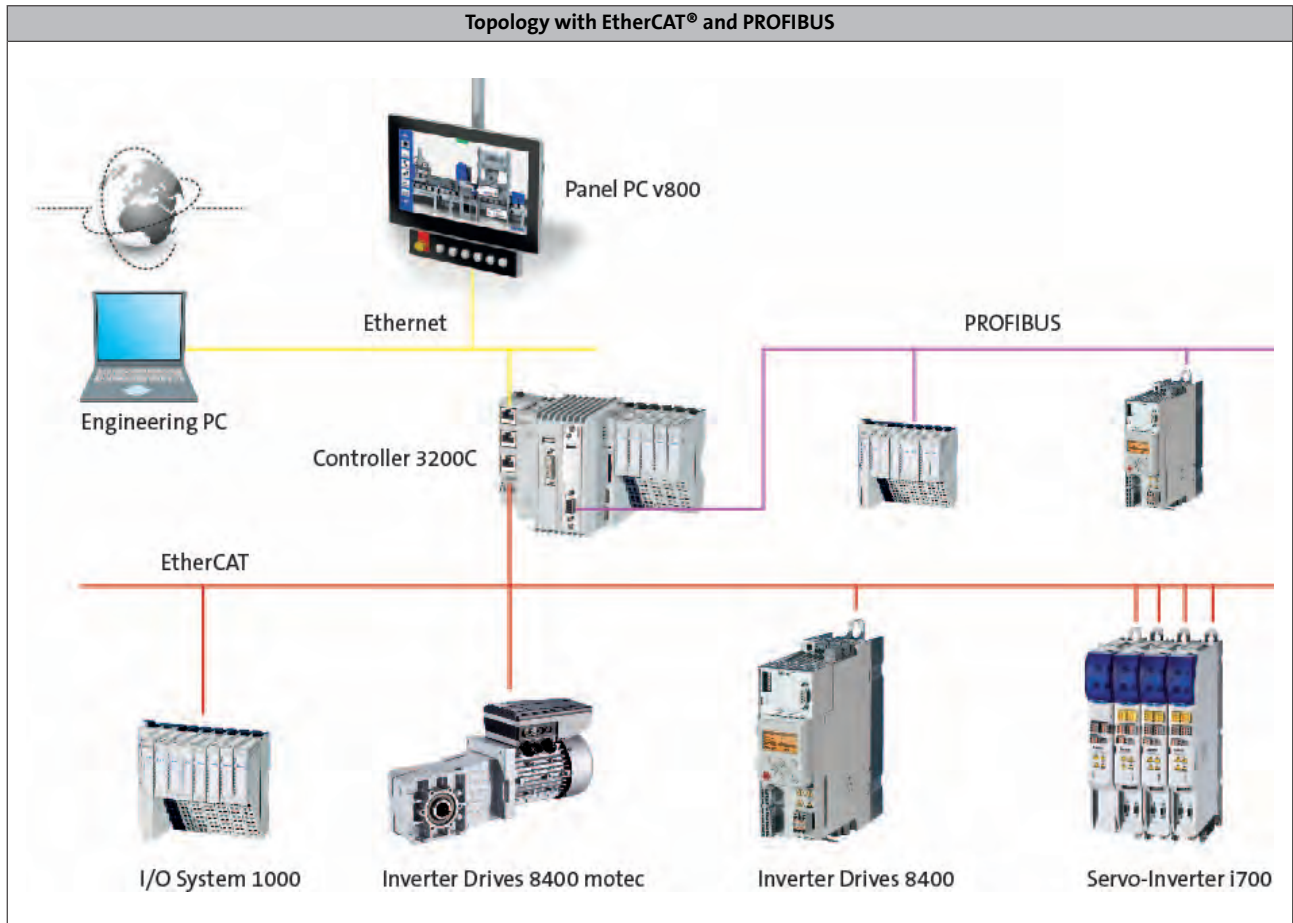 Topology with EtherCAT® and PROFIBUS
Panel PC v800
Ethernet
PROFIBUS
Engineering PC
Controller 3200C
EtherCAT
I/O System 1000
Inverter Drives 8400 motec
Inverter Drives 8400
Servo-Inverter i700